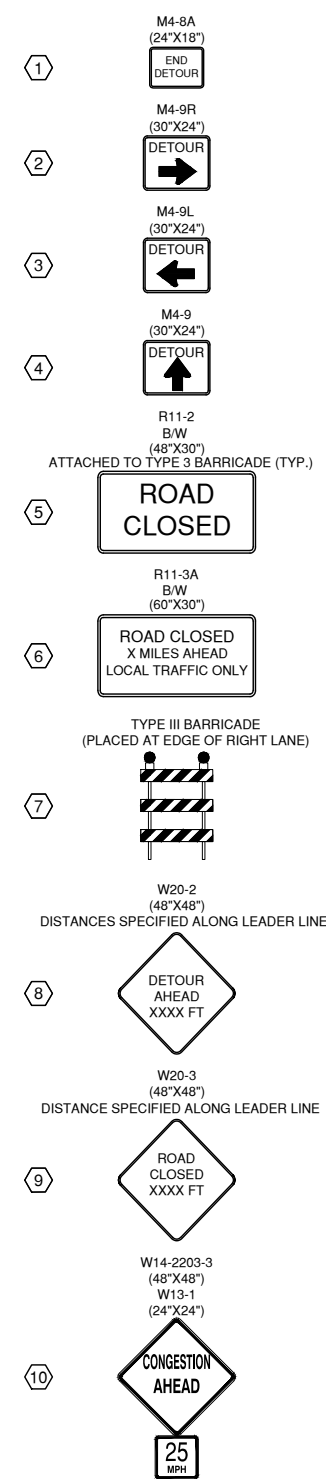 M4-8A
(24"X18")
1
END
DETOUR
M4-9R
(30"X24")
2
DETOUR
M4-9L
(30"X24")
3
DETOUR
M4-9
(30"X24")
4
DETOUR
R11-2
B/W
(48"X30")
ATTACHED TO TYPE 3 BARRICADE (TYP.)
5
ROAD
CLOSED
R11-3A
B/W
(60"X30")
6
ROAD CLOSED
X MILES AHEAD
LOCAL TRAFFIC ONLY
TYPE III BARRICADE
(PLACED AT EDGE OF RIGHT LANE)
7
W20-2
(48"X48")
DISTANCES SPECIFIED ALONG LEADER LINE
8
DETOUR
AHEAD
XXXX FT
W20-3
(48"X48")
DISTANCE SPECIFIED ALONG LEADER LINE
9
ROAD
CLOSED
XXXX FT
W14-2203-3
(48"X48")
W13-1
(24"X24")
10
CONGESTION
AHEAD
25
MPH